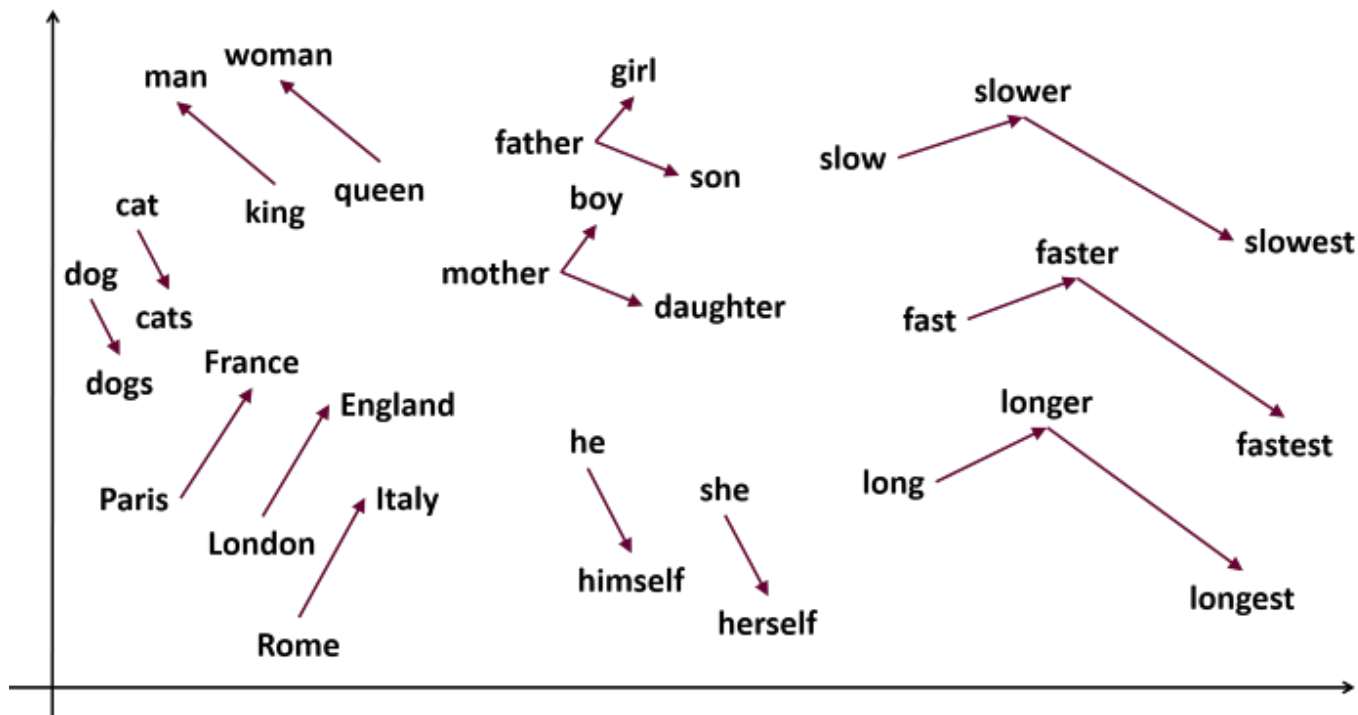 man
woman
king
queen
cat
cats
dog
dogs
France
England
Italy
Paris
London
Rome
girl
father
son
boy
mother
daughter
he
himself
she
herself
slower
slow
slowest
faster
fast
fastest
longer
long
longest